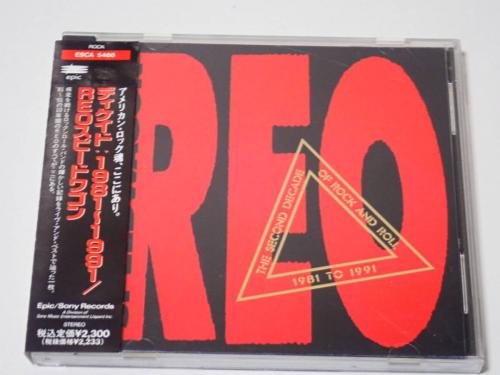 ROCK
ESCA 5460
epic
アメリカン・ロック魂、ここにあり。
ディケイド:1981〜1991/
REOスピードワゴン
Epic/Sony Records
A Division of
Sony Music Entertainment (Japan) Inc.
STEREO
税込定価¥2,300
(税抜価格¥2,233)
REO
THE SECOND DECADE
OF ROCK AND ROLL
1981 TO 1991